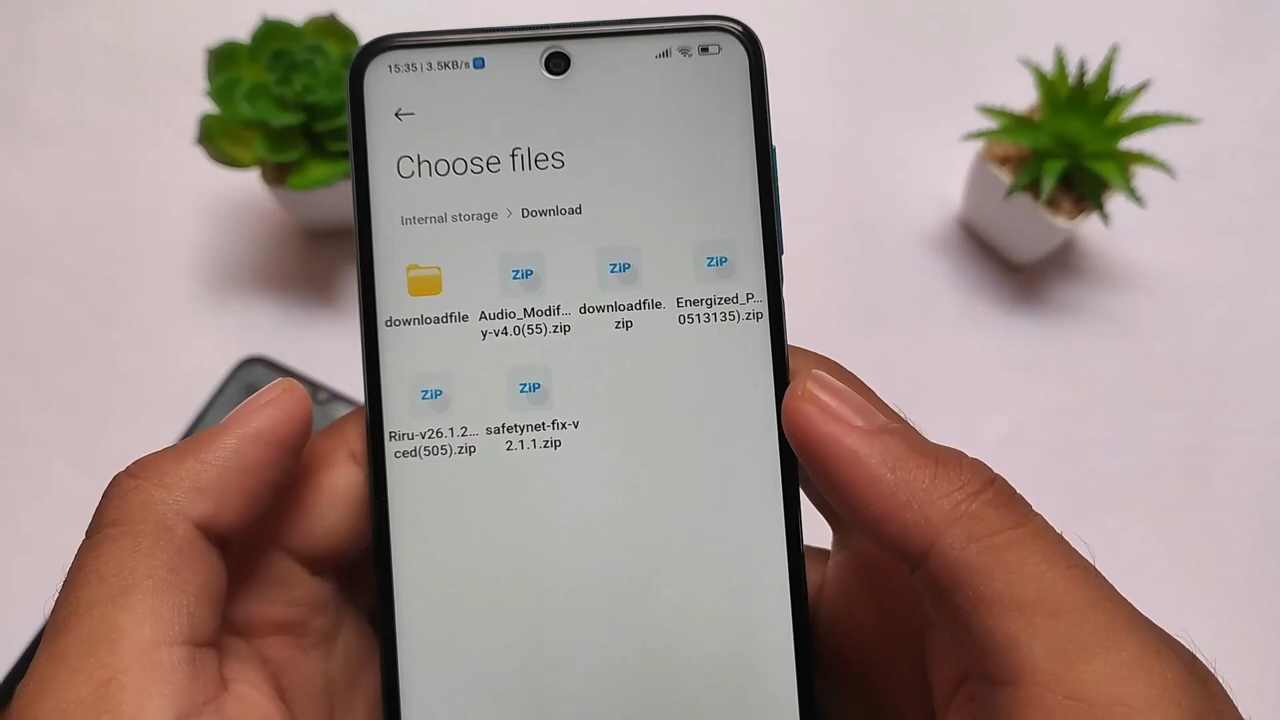 15:35 | 3.5KB/s
Choose files
Internal storage > Download
ZiP
ZiP
ZiP
downloadfile
Audio_Modif...
y-v4.0(55).zip
downloadfile.
zip
Energized_P...
0513135).zip
ZiP
ZiP
Riru-v26.1.2...
ced(505).zip
safetynet-fix-v
2.1.1.zip